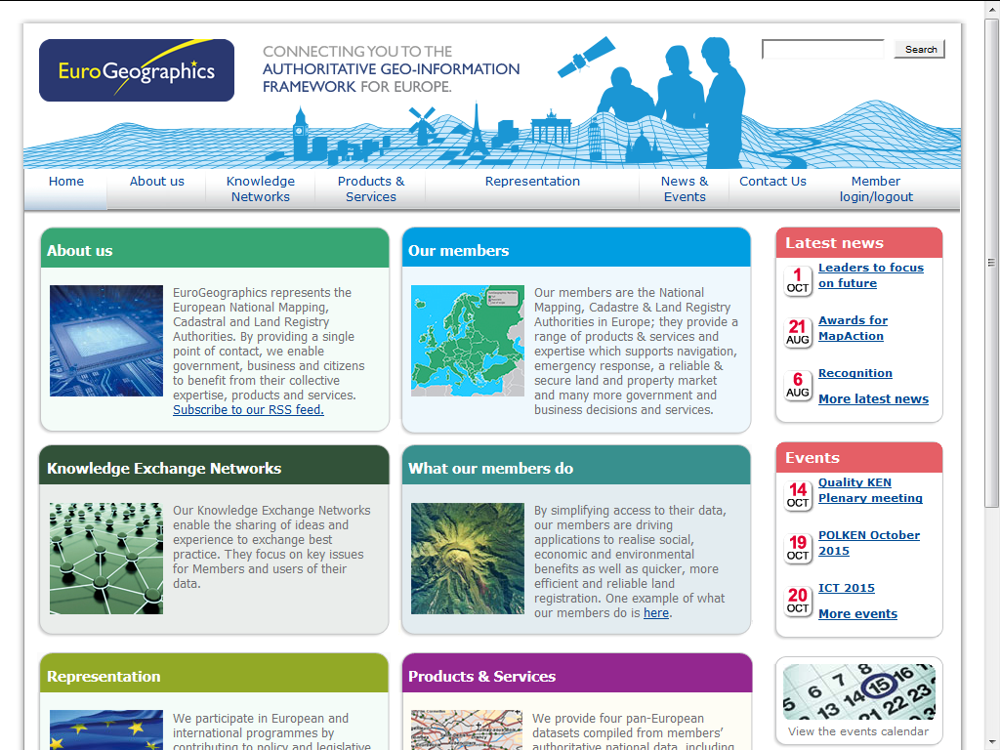 EuroGeographics
CONNECTING YOU TO THE
AUTHORITATIVE GEO-INFORMATION
FRAMEWORK FOR EUROPE.
Search
Home
About us
Knowledge
Networks
Products &
Services
Representation
News &
Events
Contact Us
Member
login/logout
About us
EuroGeographics represents the
European National Mapping,
Cadastral and Land Registry
Authorities. By providing a single
point of contact, we enable
government, business and citizens
to benefit from their collective
expertise, products and services.
Subscribe to our RSS feed.
Our members
Our members are the National
Mapping, Cadastre & Land Registry
Authorities in Europe; they provide a
range of products & services and
expertise which supports navigation,
emergency response, a reliable &
secure land and property market
and many more government and
business decisions and services.
Latest news
1
OCT
Leaders to focus
on future
21
AUG
Awards for
MapAction
6
AUG
Recognition
More latest news
Knowledge Exchange Networks
Our Knowledge Exchange Networks
enable the sharing of ideas and
experience to exchange best
practice. They focus on key issues
for Members and users of their
data.
What our members do
By simplifying access to their data,
our members are driving
applications to realise social,
economic and environmental
benefits as well as quicker, more
efficient and reliable land
registration. One example of what
our members do is here.
Events
14
OCT
Quality KEN
Plenary meeting
19
OCT
POLKEN October
2015
20
OCT
ICT 2015
More events
Representation
We participate in European and
international programmes by
contributing to policy and legislative
Products & Services
We provide four pan-European
datasets compiled from members’
authoritative national data, including
7 8
5 6 14 15 16
13 21 22 23
View the events calendar